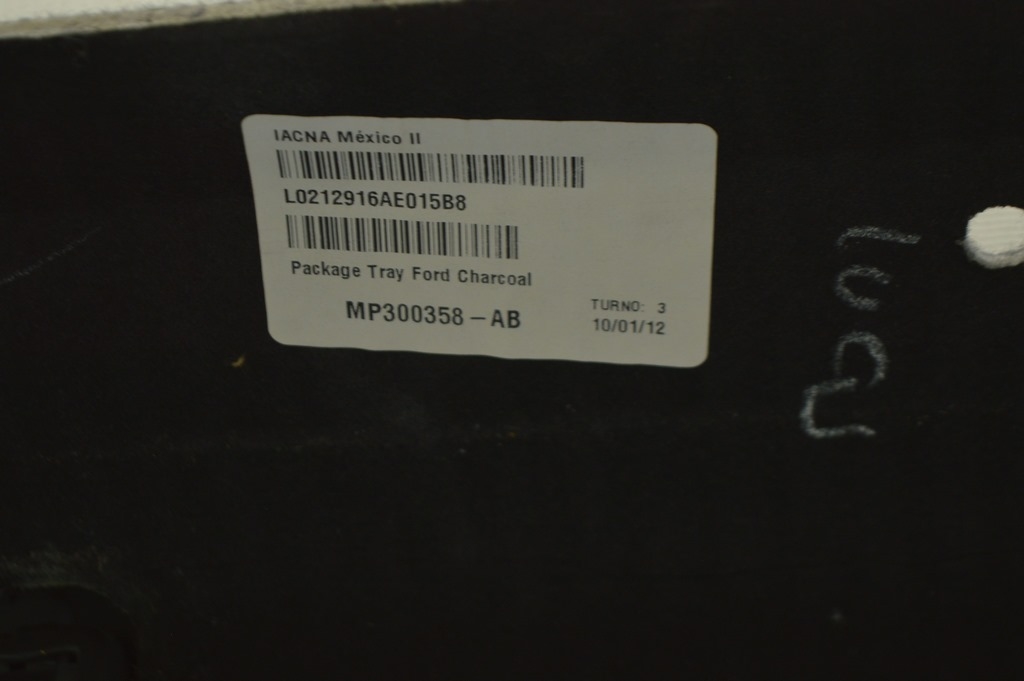 IACNA México II
L0212916AE015B8
Package Tray Ford Charcoal
MP300358-AB
TURNO: 3
10/01/12